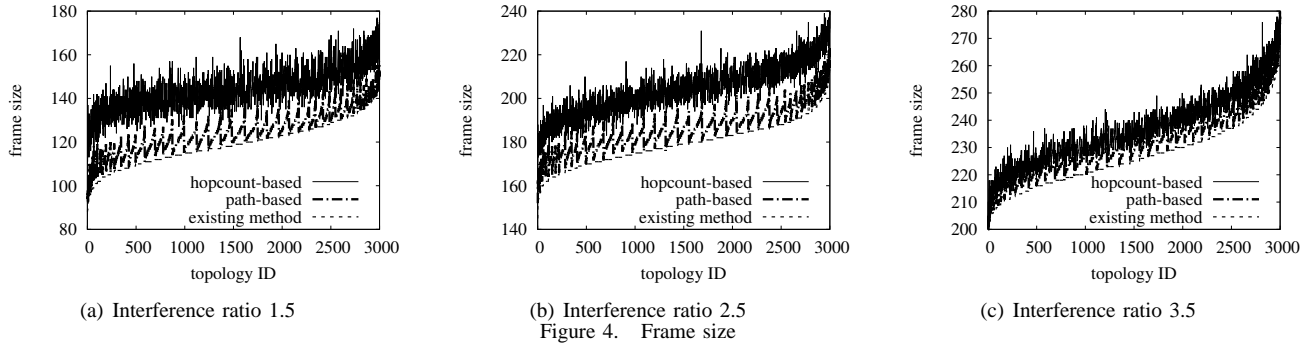 frame size
180
160
140
120
100
80
hopcount-based
path-based
existing method
0 500 1000 1500 2000 2500 3000
topology ID
(a) Interference ratio 1.5
frame size
240
220
200
180
160
140
hopcount-based
path-based
existing method
0 500 1000 1500 2000 2500 3000
topology ID
(b) Interference ratio 2.5
frame size
280
270
260
250
240
230
220
210
200
hopcount-based
path-based
existing method
0 500 1000 1500 2000 2500 3000
topology ID
(c) Interference ratio 3.5
Figure 4. Frame size